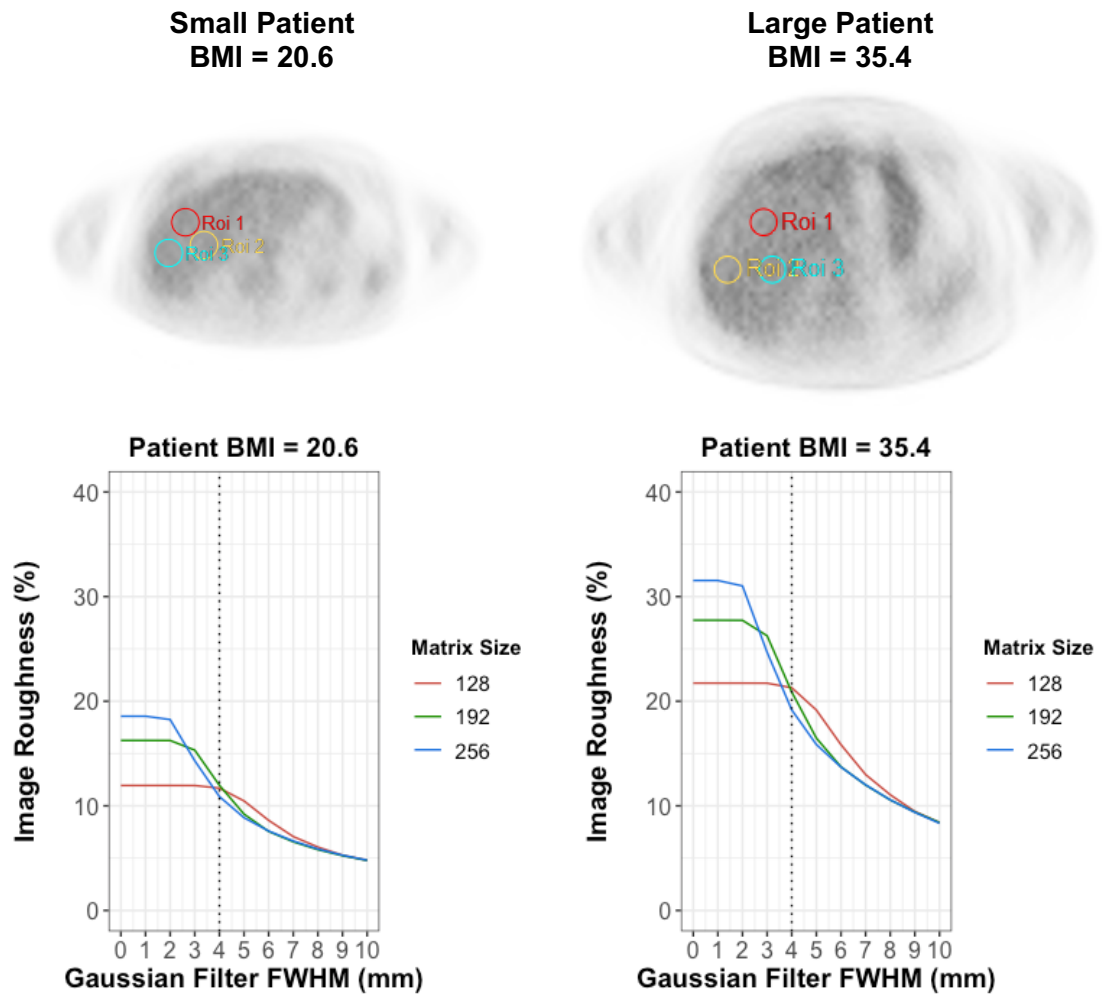 Small Patient
BMI = 20.6
Large Patient
BMI = 35.4
Roi 1
Roi 2
Roi 3
Roi 1
Roi 2
Roi 3
Patient BMI = 20.6
40
30
20
10
0
0 1 2 3 4 5 6 7 8 9 10
Gaussian Filter FWHM (mm)
Image Roughness (%)
Matrix Size
128
192
256
Patient BMI = 35.4
40
30
20
10
0
0 1 2 3 4 5 6 7 8 9 10
Gaussian Filter FWHM (mm)
Image Roughness (%)
Matrix Size
128
192
256